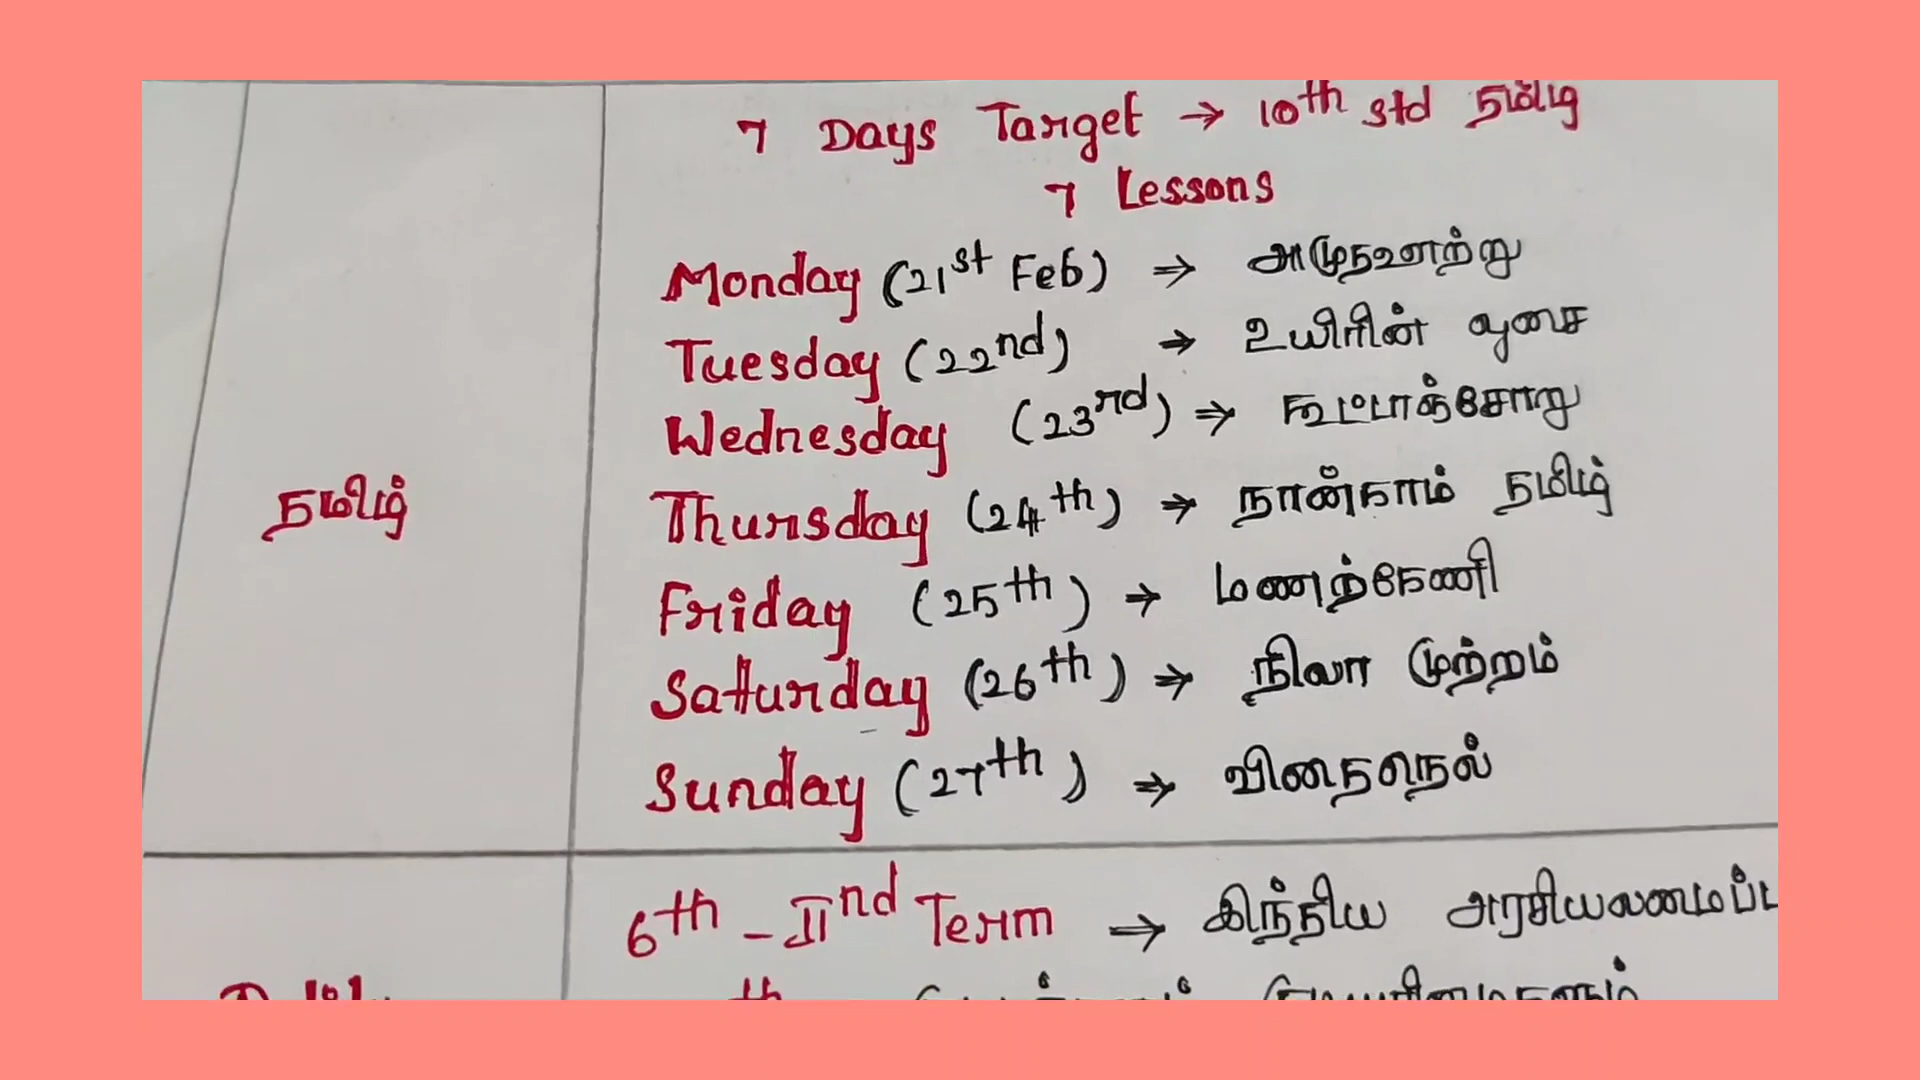 7 Days Target → 10th std தமிழ்
7 Lessons
Monday (21st Feb) ⇒ அமுதஊற்று
Tuesday (22nd) → உயிரின் ஓசை
Wednesday (23rd) ⇒ கூட்டாஞ்சோறு
தமிழ்
Thursday (24th) → நான்காம் தமிழ்
Friday (25th) → மணற்கேணி
Saturday (26th) ⇒ நிலா முற்றம்
Sunday (27th) ⇒ விதைநெல்
6th - IInd Term → இந்திய அரசியலமைப்